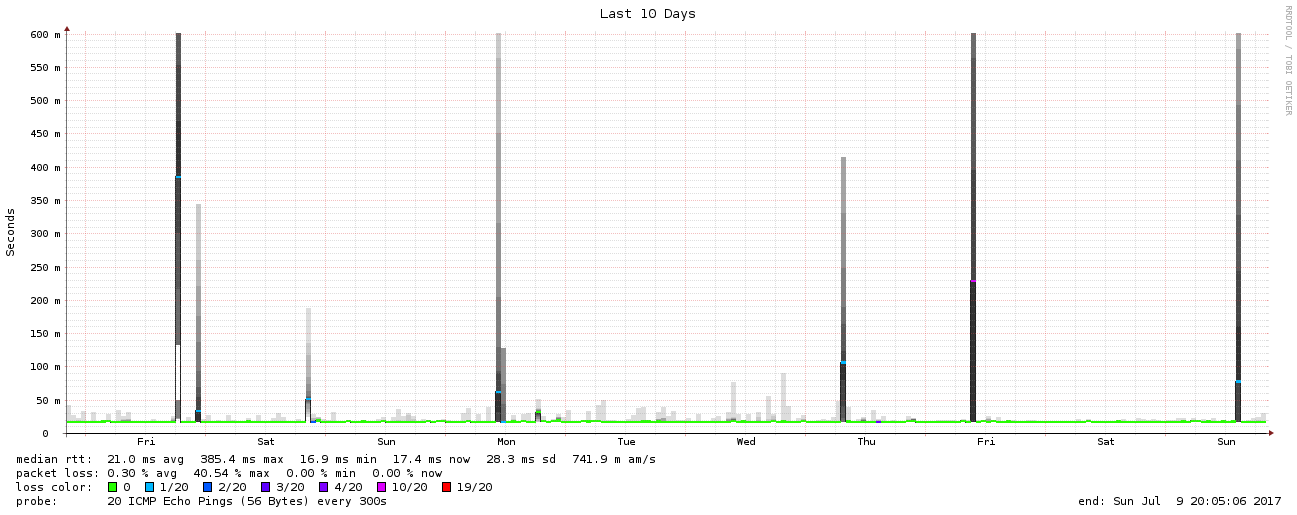 Last 10 Days
RRDTOOL / TOBI OETIKER
Seconds
600 m
550 m
500 m
450 m
400 m
350 m
300 m
250 m
200 m
150 m
100 m
50 m
0
Fri Sat Sun Mon Tue Wed Thu Fri Sat Sun
median rtt: 21.0 ms avg 385.4 ms max 16.9 ms min 17.4 ms now 28.3 ms sd 741.9 m am/s
packet loss: 0.30 % avg 40.54 % max 0.00 % min 0.00 % now
loss color: 0 1/20 2/20 3/20 4/20 10/20 19/20
probe: 20 ICMP Echo Pings (56 Bytes) every 300s end: Sun Jul 9 20:05:06 2017